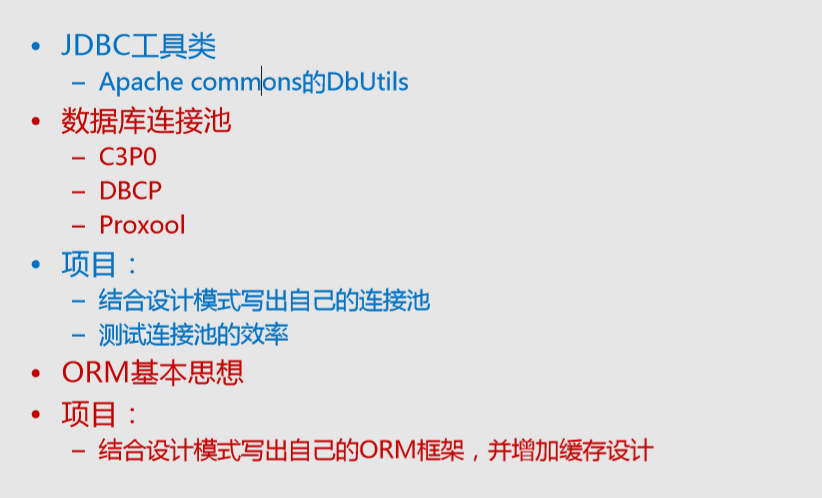 • JDBC工具类
– Apache commons的DbUtils
• 数据库连接池
– C3P0
– DBCP
– Proxool
• 项目：
– 结合设计模式写出自己的连接池
– 测试连接池的效率
• ORM基本思想
• 项目：
– 结合设计模式写出自己的ORM框架，并增加缓存设计